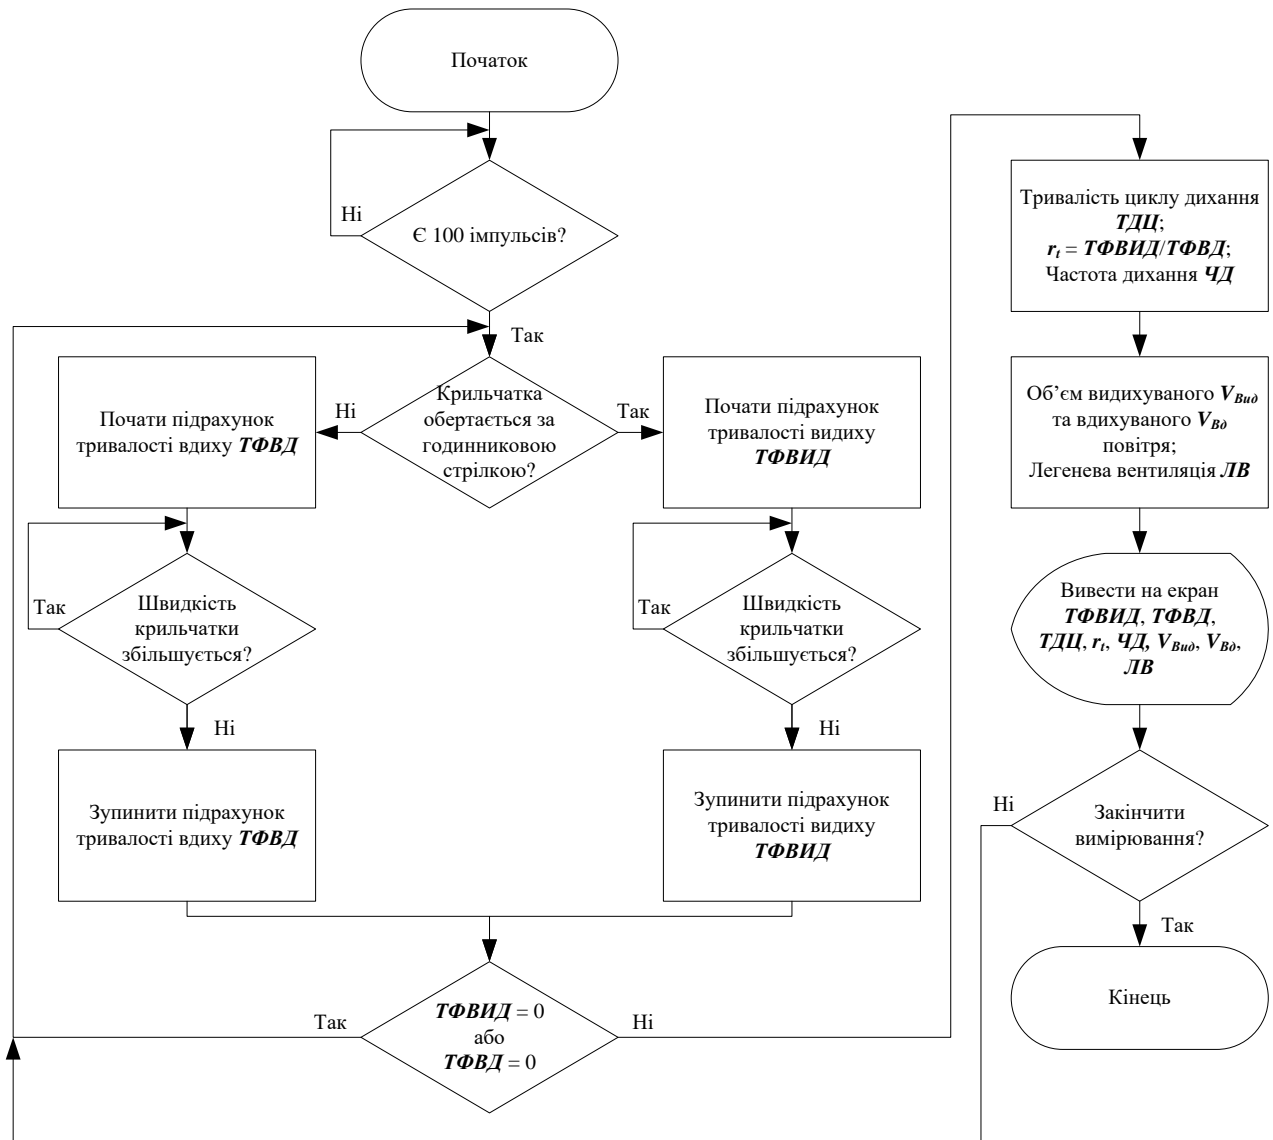 Початок
Ні
Є 100 імпульсів?
Так
Крильчатка
обертається за
годинниковою
стрілкою?
Ні
Так
Почати підрахунок
тривалості вдиху ТФВД
Почати підрахунок
тривалості видиху
ТФВИД
Так
Швидкість
крильчатки
збільшується?
Ні
Так
Швидкість
крильчатки
збільшується?
Ні
Зупинити підрахунок
тривалості вдиху ТФВД
Зупинити підрахунок
тривалості видиху
ТФВИД
Так
ТФВИД = 0
або
ТФВД = 0
Ні
Тривалість циклу дихання
ТДЦ;
rt = ТФВИД/ТФВД;
Частота дихання ЧД
Об’єм видихуваного VВид
та вдихуваного VВд
повітря;
Легенева вентиляція ЛВ
Вивести на екран
ТФВИД, ТФВД,
ТДЦ, rt, ЧД, VВид, VВд,
ЛВ
Ні
Закінчити
вимірювання?
Так
Кінець